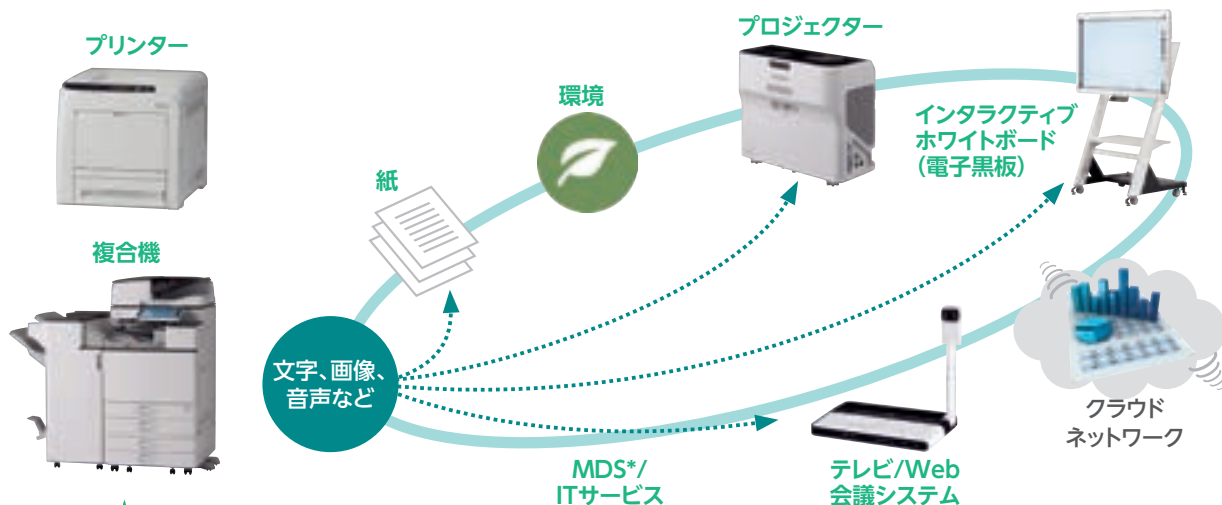 プリンター
複合機
紙
環境
プロジェクター
インタラクティブ
ホワイトボード
(電子黒板)
文字、画像、
音声など
MDS*/
ITサービス
テレビ/Web
会議システム
クラウド
ネットワーク